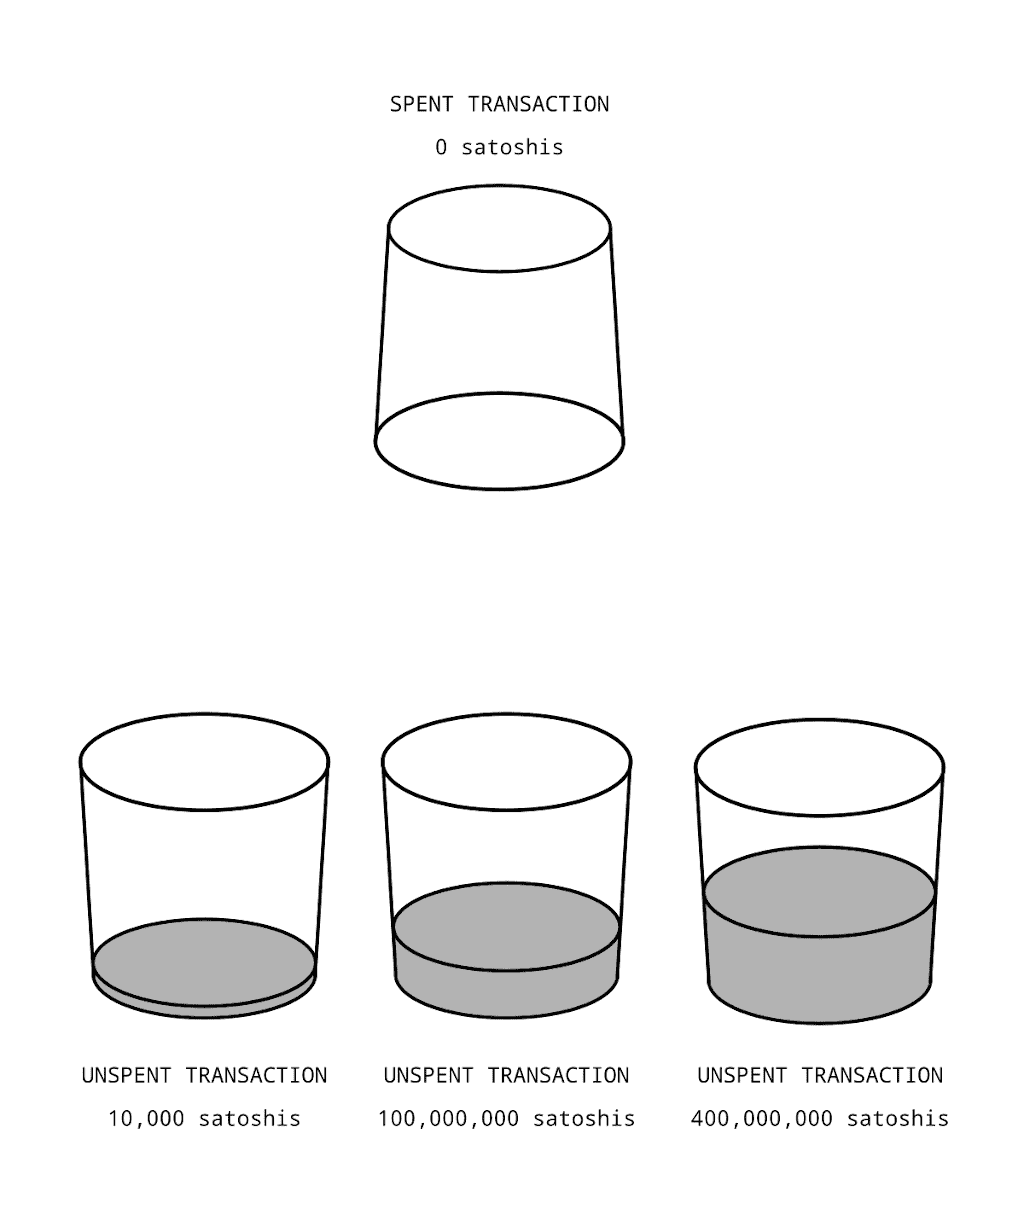 SPENT TRANSACTION
0 satoshis
UNSPENT TRANSACTION
10,000 satoshis
UNSPENT TRANSACTION
100,000,000 satoshis
UNSPENT TRANSACTION
400,000,000 satoshis